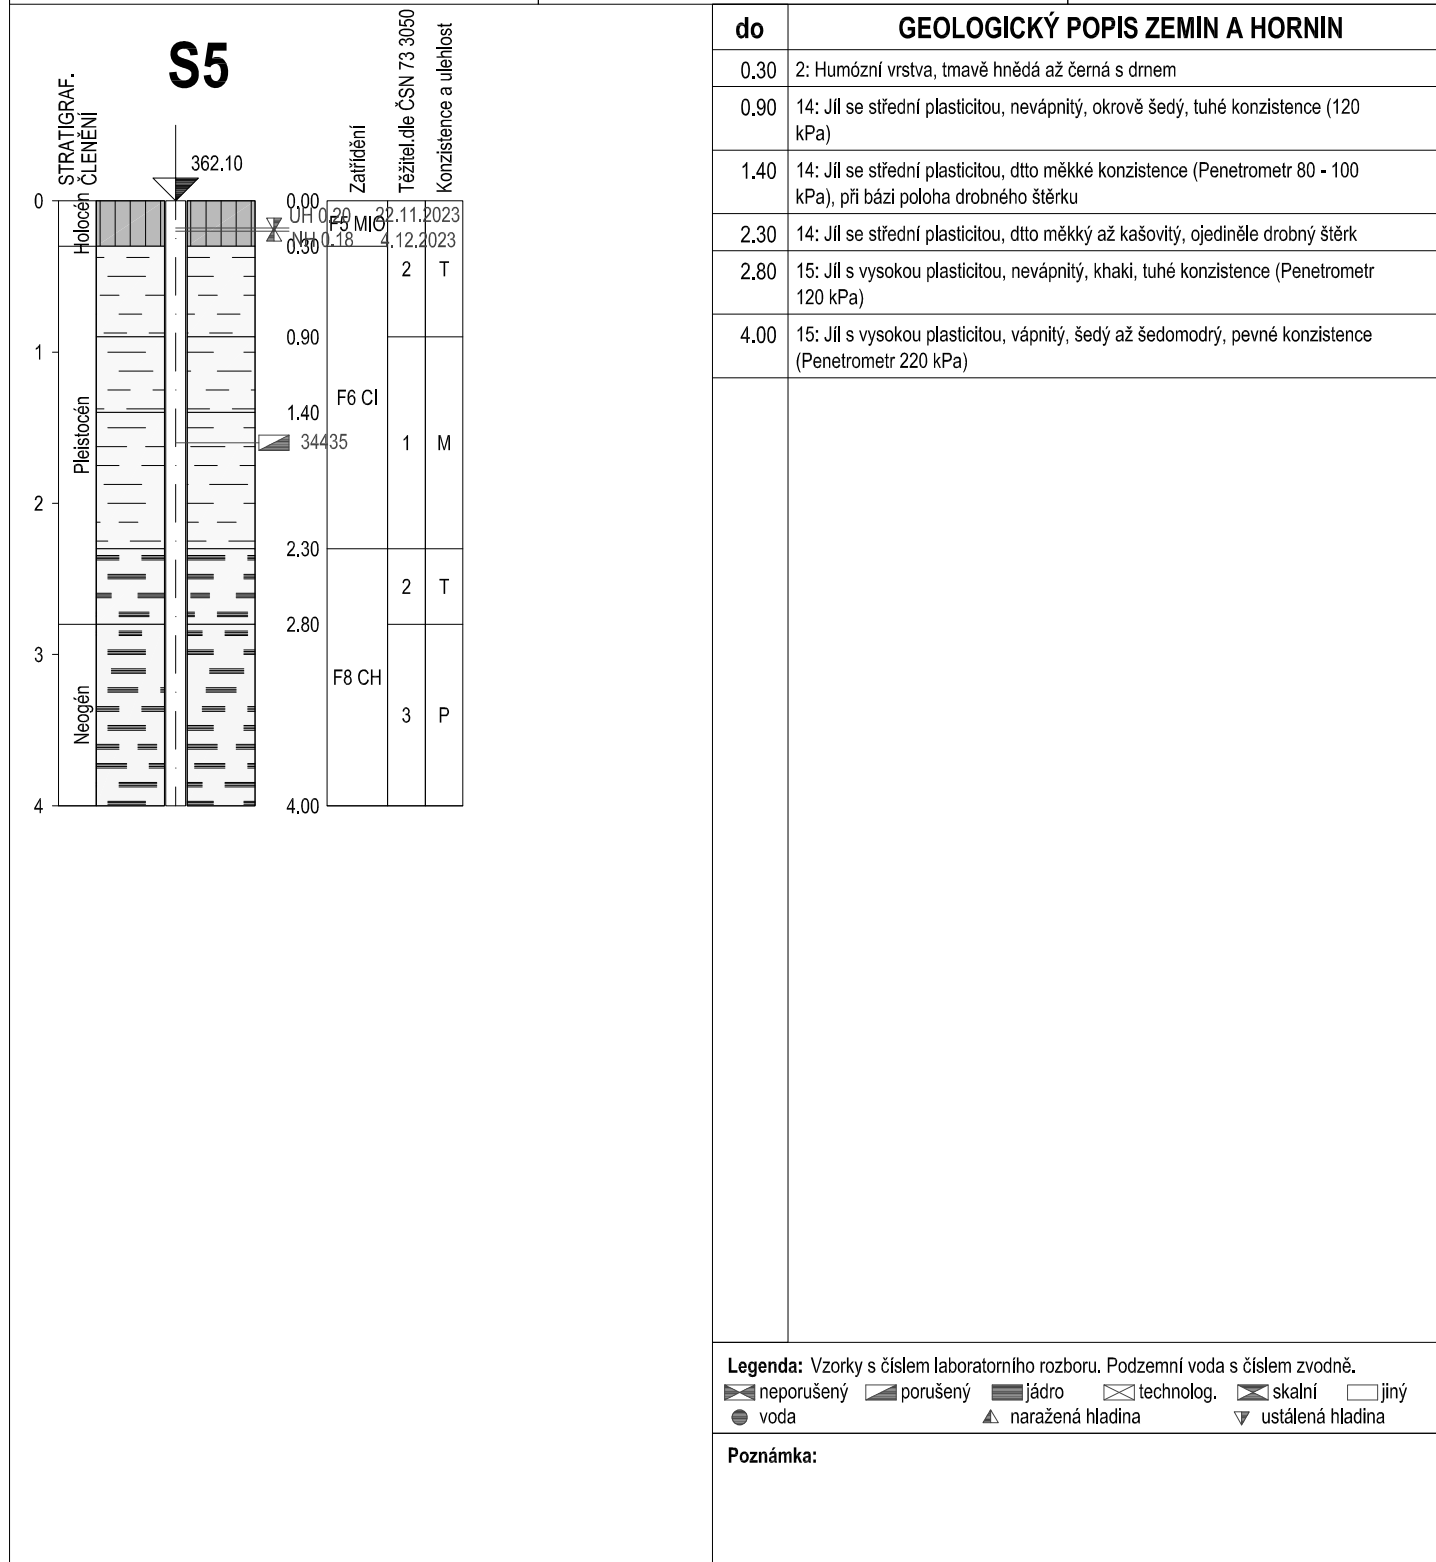 S5
STRATIGRAF.
ČLENĚNÍ
Zatřídění
Těžitel.dle ČSN 73 3050
Konzistence a ulehlost
362.10
0
1
2
3
4
Holocén
Pleistocén
Neogén
0.00
UH 0.20 22.11.2023
F5 MIO
NH 0.18 4.12.2023
0.30
2 T
0.90
F6 CI
1.40
34435
1 M
2.30
2 T
2.80
F8 CH
3 P
4.00
do GEOLOGICKÝ POPIS ZEMIN A HORNIN
0.30 2: Humózní vrstva, tmavě hnědá až černá s drnem
0.90 14: Jíl se střední plasticitou, nevápnitý, okrově šedý, tuhé konzistence (120
kPa)
1.40 14: Jíl se střední plasticitou, dtto měkké konzistence (Penetrometr 80 - 100
kPa), při bázi poloha drobného štěrku
2.30 14: Jíl se střední plasticitou, dtto měkký až kašovitý, ojediněle drobný štěrk
2.80 15: Jíl s vysokou plasticitou, nevápnitý, khaki, tuhé konzistence (Penetrometr
120 kPa)
4.00 15: Jíl s vysokou plasticitou, vápnitý, šedý až šedomodrý, pevné konzistence
(Penetrometr 220 kPa)
Legenda: Vzorky s číslem laboratorního rozboru. Podzemní voda s číslem zvodně.
neporušený porušený jádro technolog. skalní jiný
voda naražená hladina ustálená hladina
Poznámka: